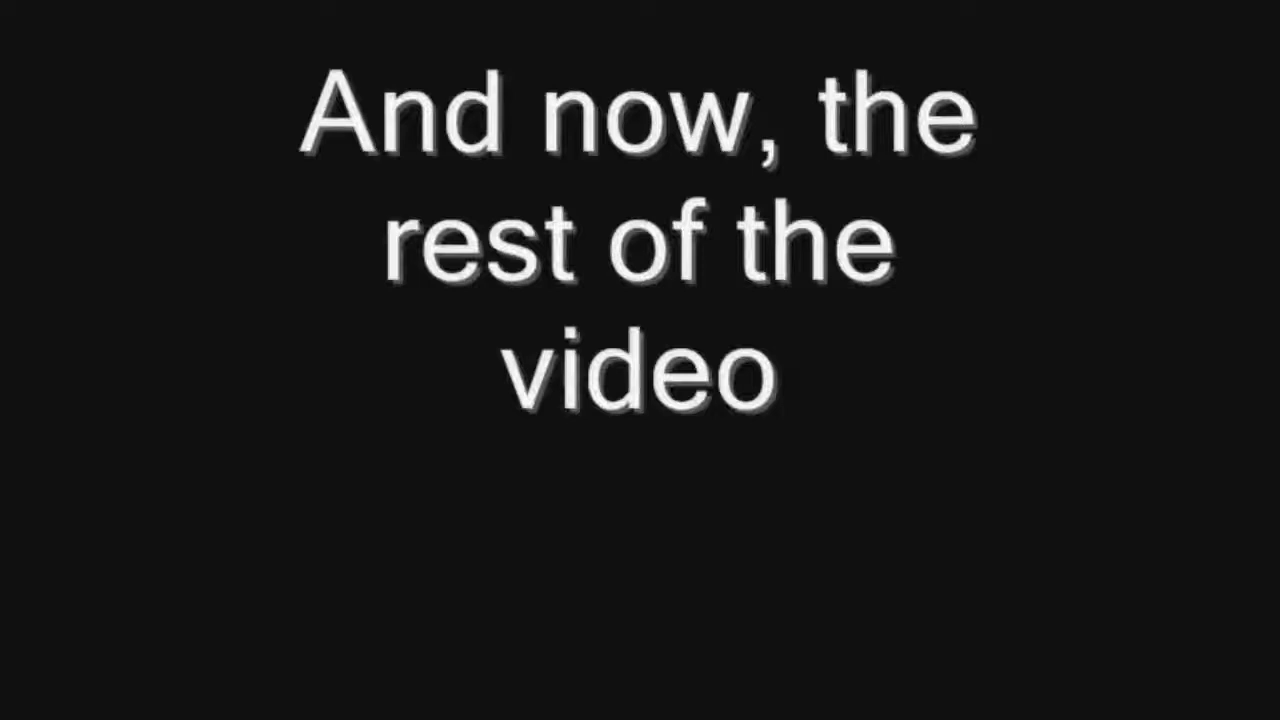 And now, the
rest of the
video